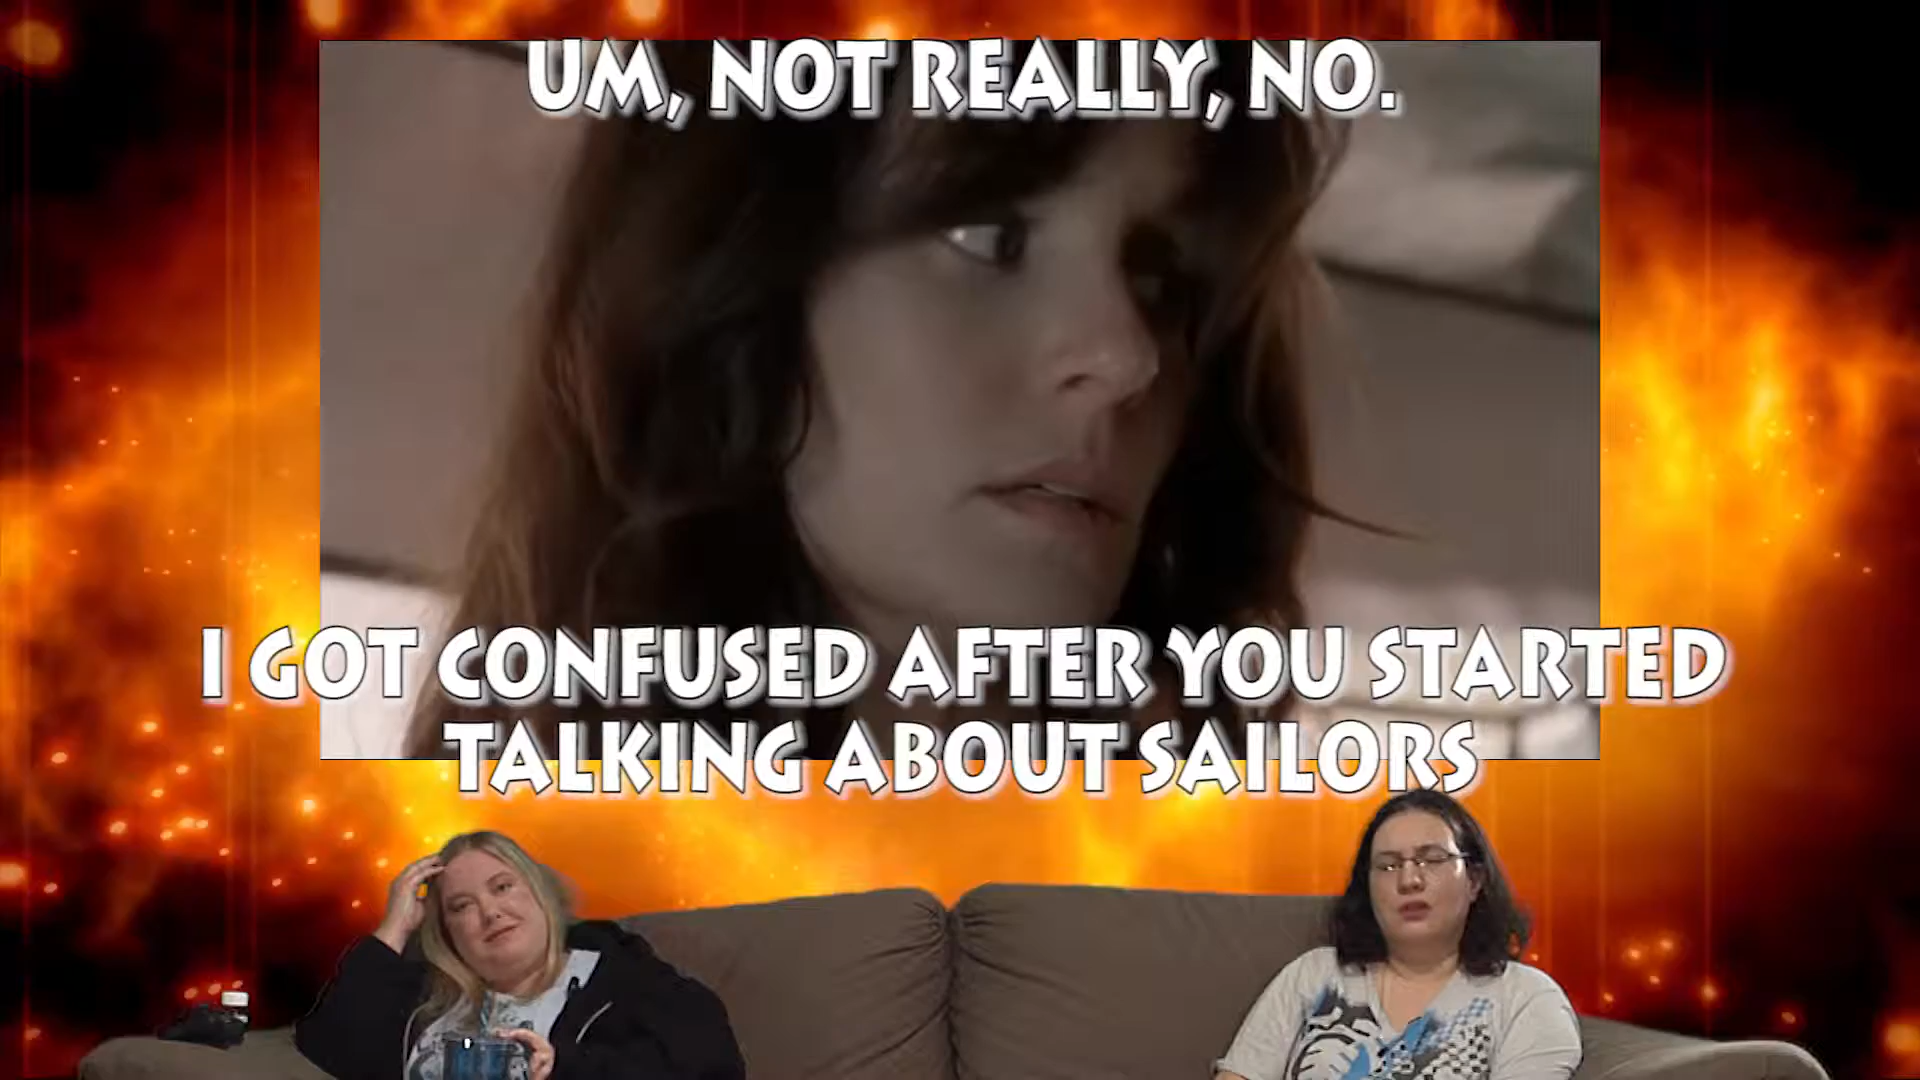 UM, NOT REALLY, NO.
I GOT CONFUSED AFTER YOU STARTED
TALKING ABOUT SAILORS